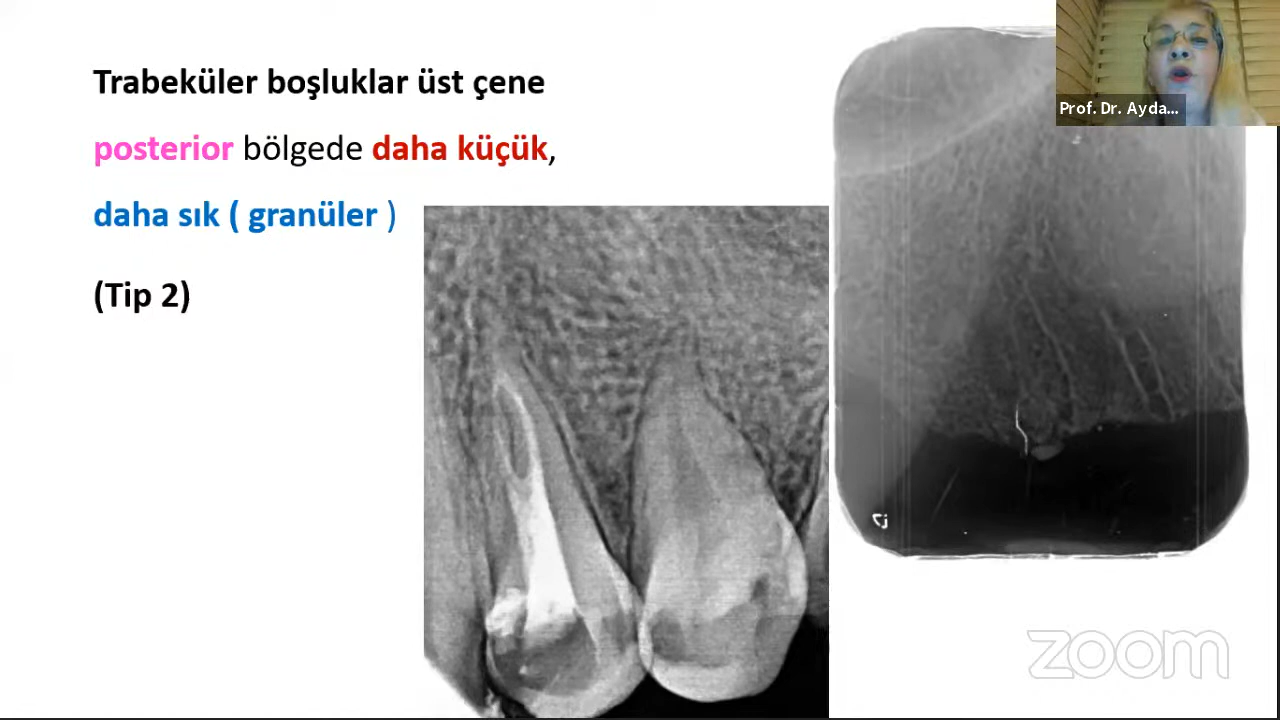 Trabeküler boşluklar üst çene
posterior bölgede daha küçük,
daha sık ( granüler )
(Tip 2)
Prof. Dr. Ayda...
zoom